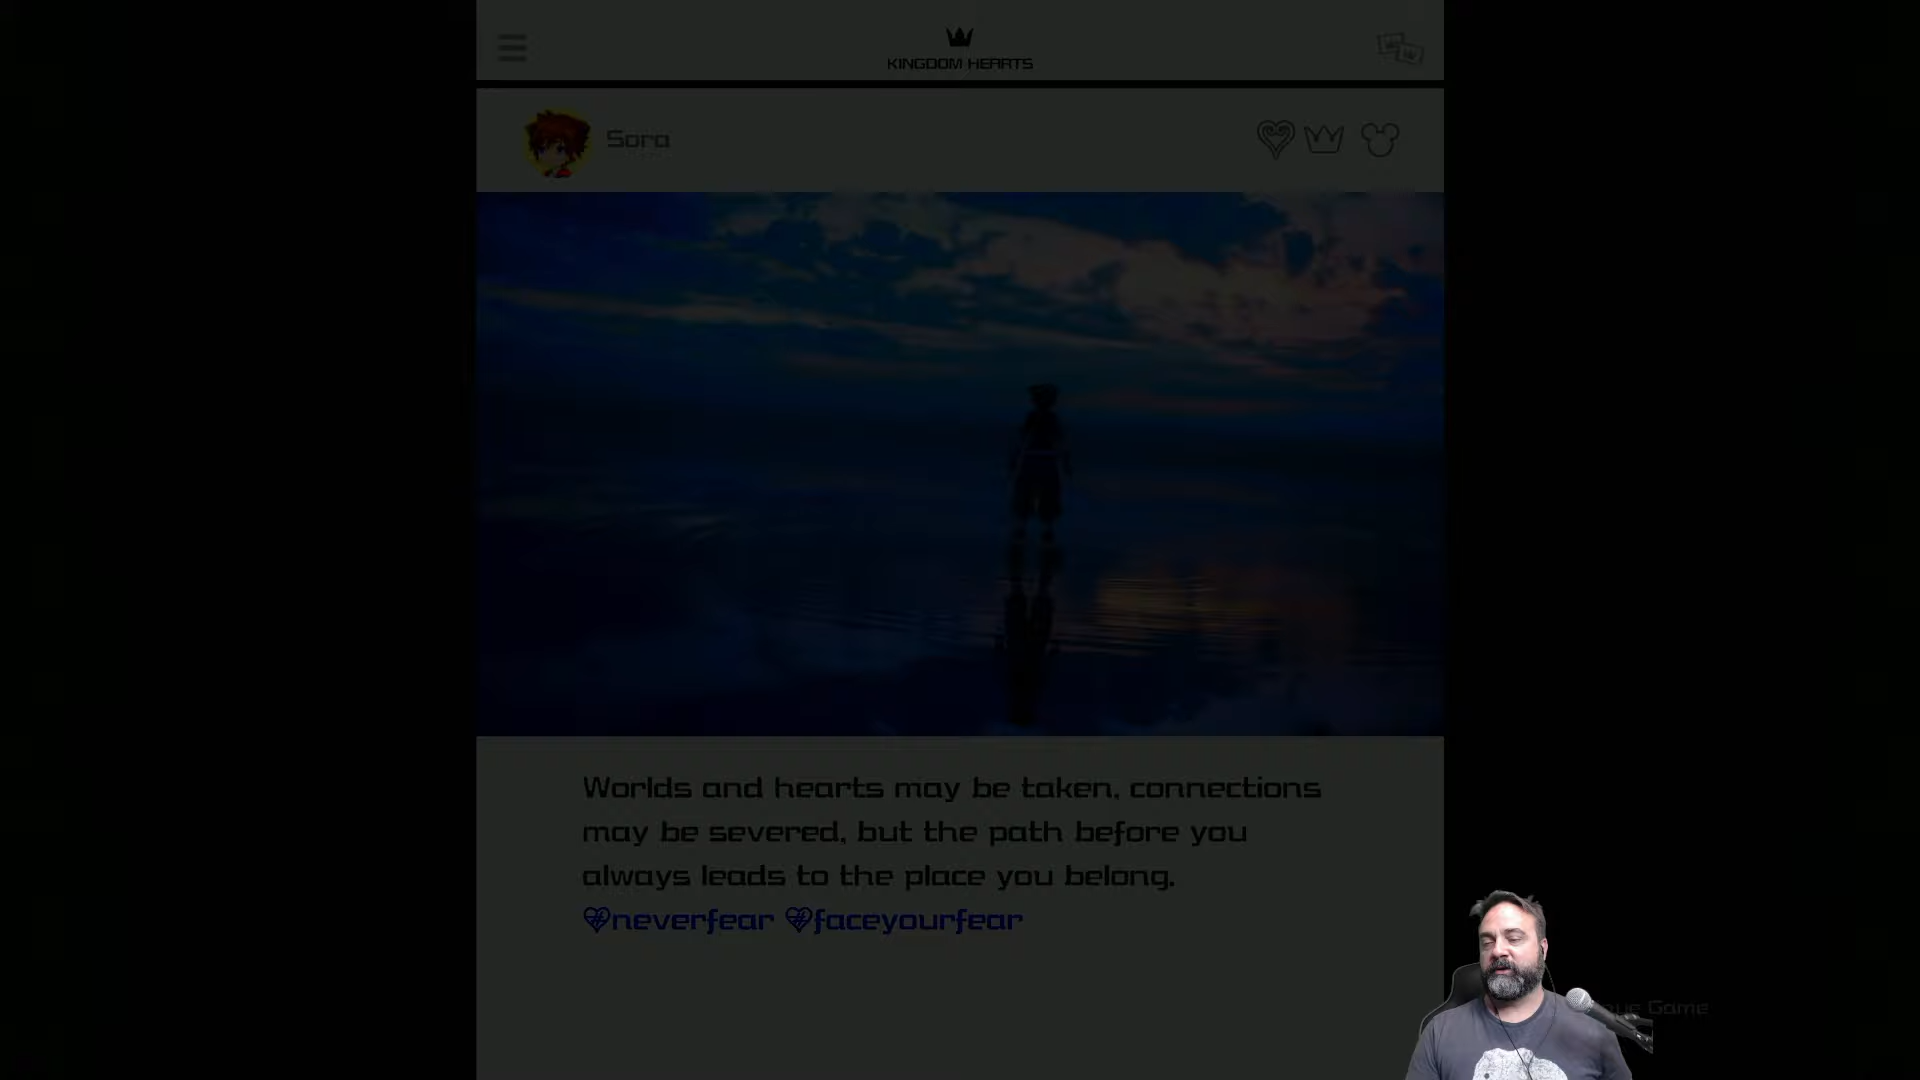 KINGDOM HEARTS
Sora
Worlds and hearts may be taken, connections
may be severed, but the path before you
always leads to the place you belong.
#neverfear #faceyourfear
Game